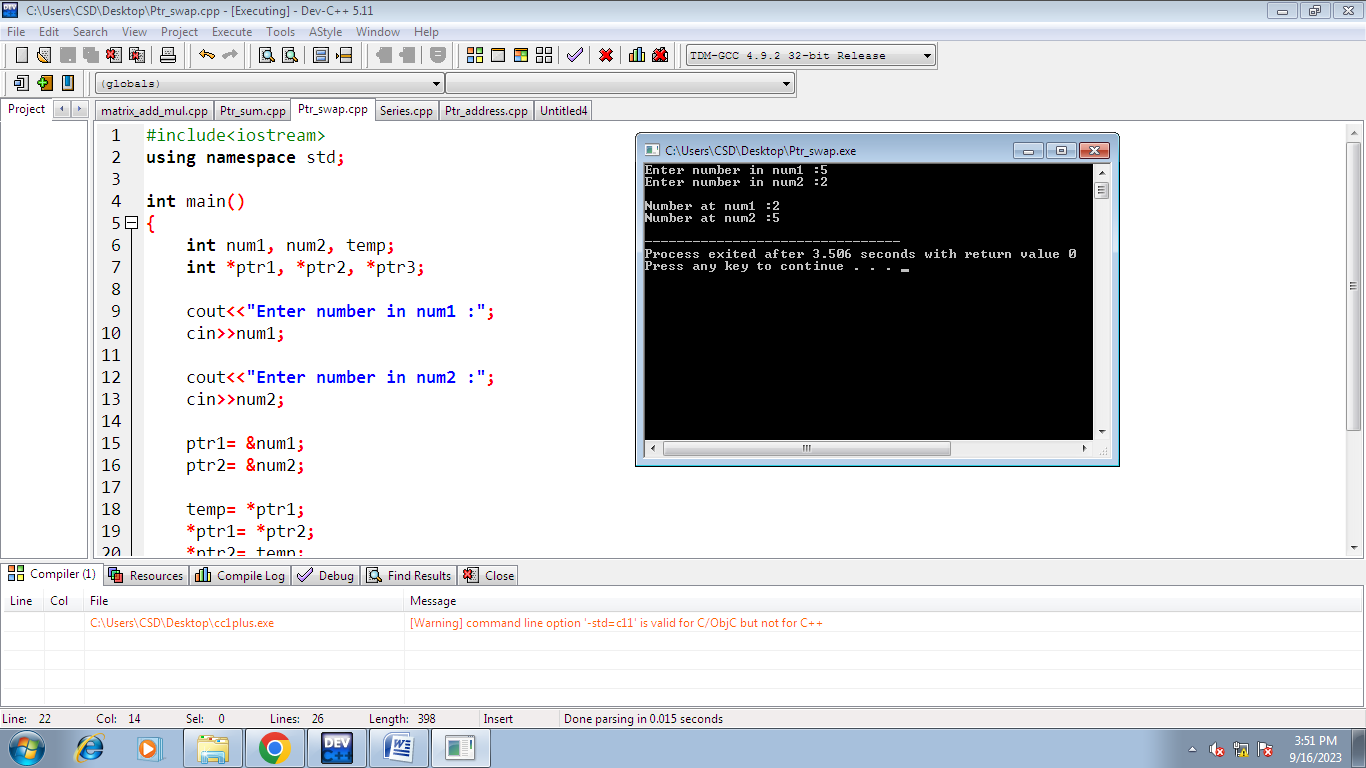 C:\Users\CSD\Desktop\Ptr_swap.cpp - [Executing] - Dev-C++ 5.11
File Edit Search View Project Execute Tools AStyle Window Help
TDM-GCC 4.9.2 32-bit Release
(globals)
Project
matrix_add_mul.cpp Ptr_sum.cpp Ptr_swap.cpp Series.cpp Ptr_address.cpp Untitled4
1 #include<iostream>
2 using namespace std;
3
4 int main()
5 {
6 int num1, num2, temp;
7 int *ptr1, *ptr2, *ptr3;
8
9 cout<<"Enter number in num1 :";
10 cin>>num1;
11
12 cout<<"Enter number in num2 :";
13 cin>>num2;
14
15 ptr1= &num1;
16 ptr2= &num2;
17
18 temp= *ptr1;
19 *ptr1= *ptr2;
20 *ptr2= temp;
C:\Users\CSD\Desktop\Ptr_swap.exe
Enter number in num1 :5
Enter number in num2 :2
Number at num1 :2
Number at num2 :5
--------------------------------
Process exited after 3.506 seconds with return value 0
Press any key to continue . . . _
Compiler (1) Resources Compile Log Debug Find Results Close
Line Col File Message
C:\Users\CSD\Desktop\cc1plus.exe [Warning] command line option '-std=c11' is valid for C/ObjC but not for C++
Line: 22 Col: 14 Sel: 0 Lines: 26 Length: 398 Insert Done parsing in 0.015 seconds
DEV C++
3:51 PM
9/16/2023